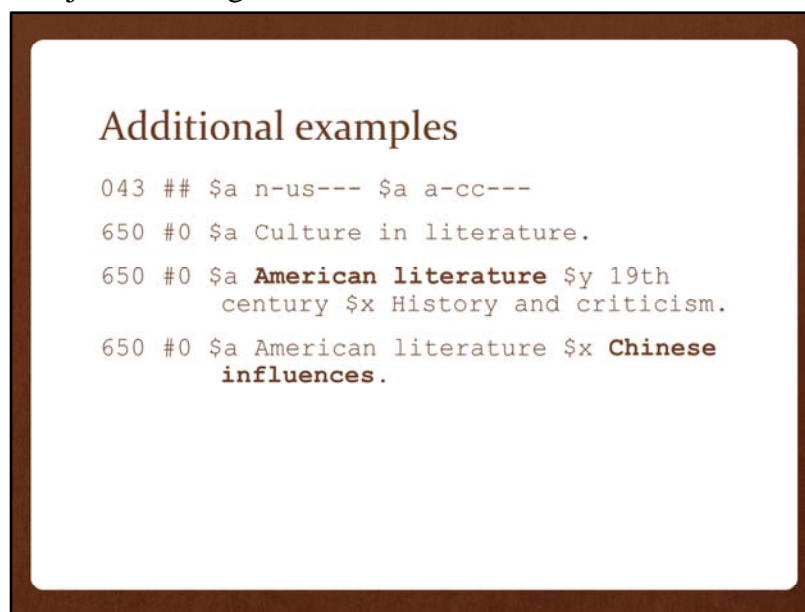 Additional examples
043 ## $a n-us--- $a a-cc---
650 #0 $a Culture in literature.
650 #0 $a American literature $y 19th
century $x History and criticism.
650 #0 $a American literature $x Chinese
influences.